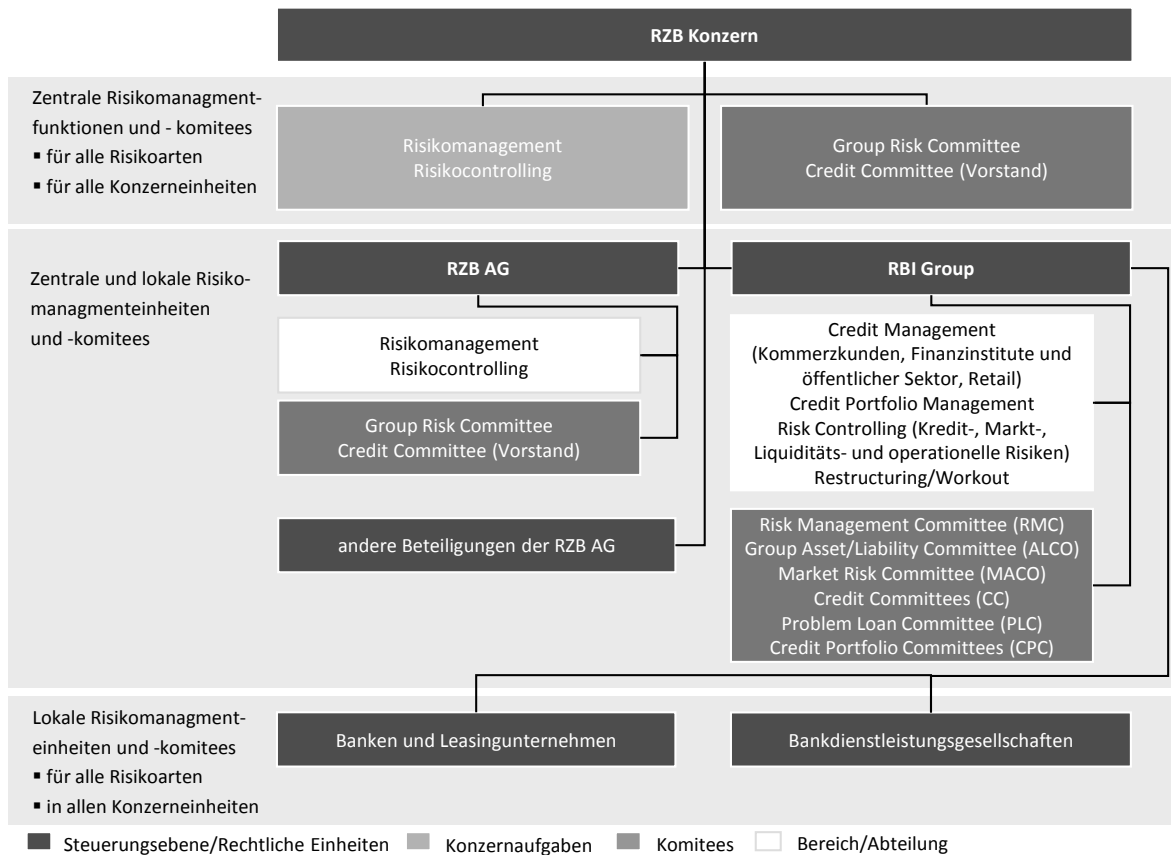 RZB Konzern
Zentrale Risikomanagment-
funktionen und - komitees
▪ für alle Risikoarten
▪ für alle Konzerneinheiten
Risikomanagement
Risikocontrolling
Group Risk Committee
Credit Committee (Vorstand)
Zentrale und lokale Risiko-
managmenteinheiten
und -komitees
RZB AG
Risikomanagement
Risikocontrolling
Group Risk Committee
Credit Committee (Vorstand)
andere Beteiligungen der RZB AG
RBI Group
Credit Management
(Kommerzkunden, Finanzinstitute und
öffentlicher Sektor, Retail)
Credit Portfolio Management
Risk Controlling (Kredit-, Markt-,
Liquiditäts- und operationelle Risiken)
Restructuring/Workout
Risk Management Committee (RMC)
Group Asset/Liability Committee (ALCO)
Market Risk Committee (MACO)
Credit Committees (CC)
Problem Loan Committee (PLC)
Credit Portfolio Committees (CPC)
Lokale Risikomanagment-
einheiten und -komitees
▪ für alle Risikoarten
▪ in allen Konzerneinheiten
Banken und Leasingunternehmen
Bankdienstleistungsgesellschaften
Steuerungsebene/Rechtliche Einheiten
Konzernaufgaben
Komitees
Bereich/Abteilung